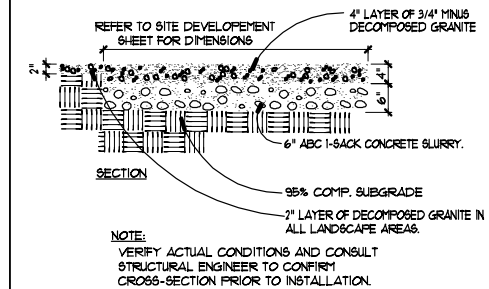 4" LAYER OF 3/4" MINUS
DECOMPOSED GRANITE
REFER TO SITE DEVELOPEMENT
SHEET FOR DIMENSIONS
2"
4"
6"
6" ABC 1-SACK CONCRETE SLURRY.
SECTION
95% COMP. SUBGRADE
2" LAYER OF DECOMPOSED GRANITE IN
ALL LANDSCAPE AREAS.
NOTE:
VERIFY ACTUAL CONDITIONS AND CONSULT
STRUCTURAL ENGINEER TO CONFIRM
CROSS-SECTION PRIOR TO INSTALLATION.